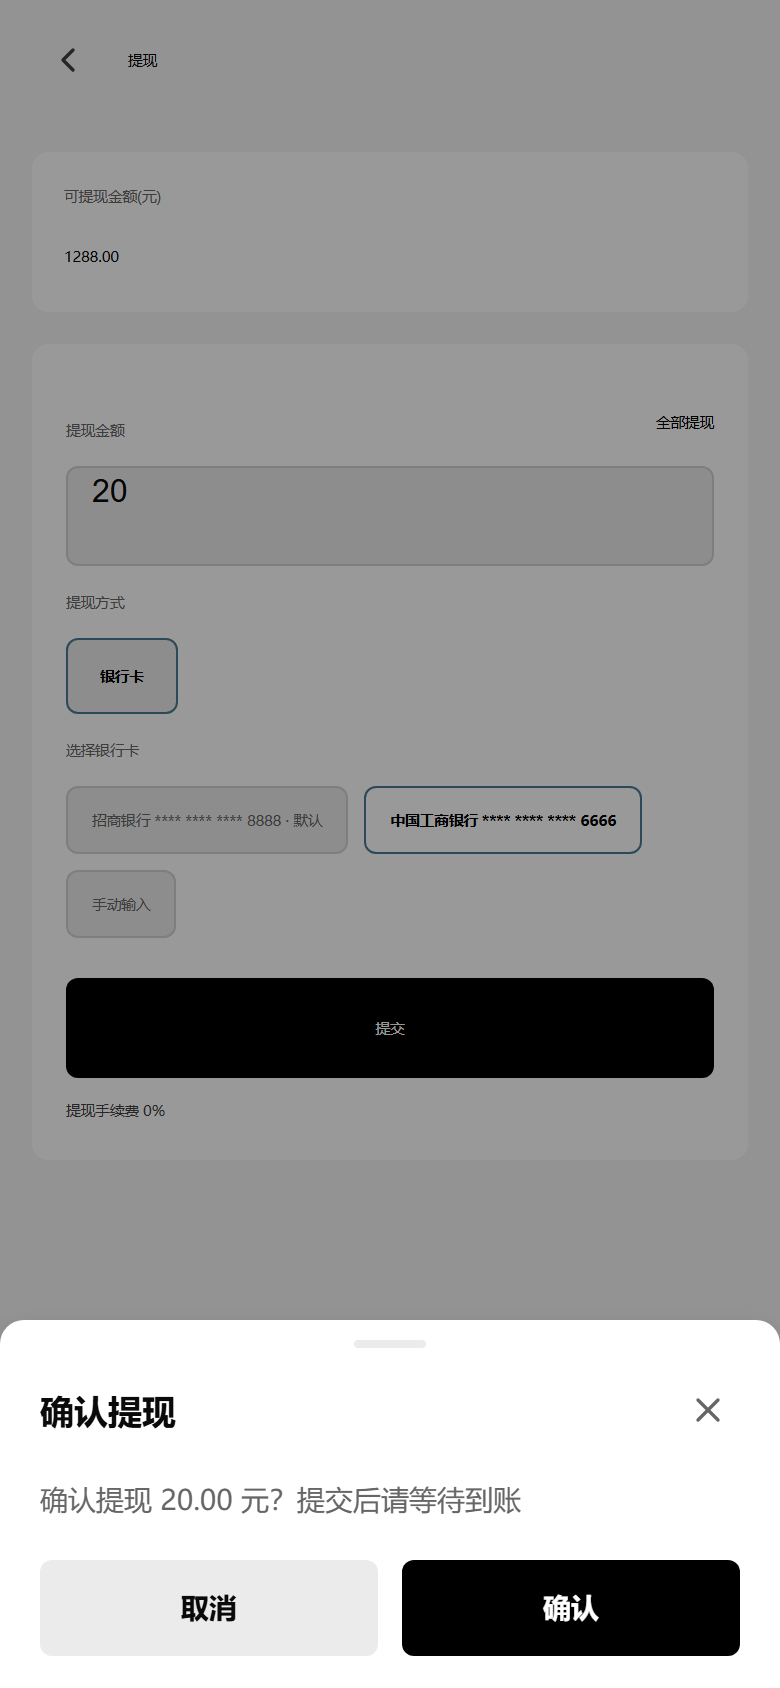 提现
可提现金额(元)
1288.00
提现金额
全部提现
20
提现方式
银行卡
选择银行卡
招商银行 **** **** **** 8888 · 默认
中国工商银行 **** **** **** 6666
手动输入
提交
提现手续费 0%
确认提现
确认提现 20.00 元？提交后请等待到账
取消
确认